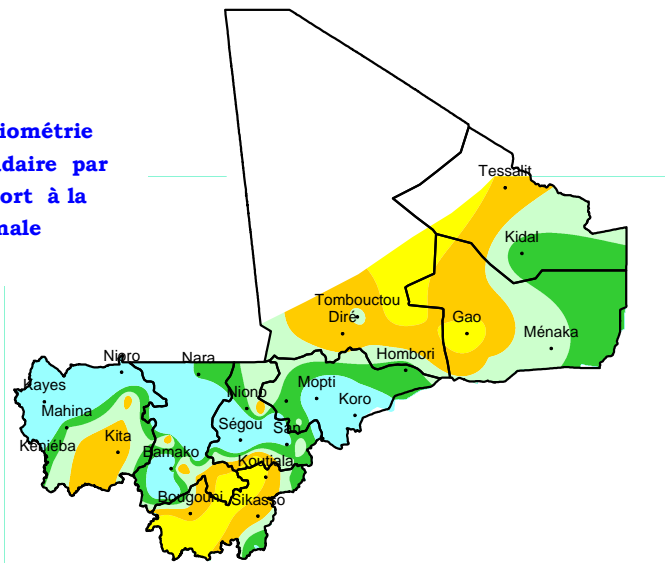 iométrie
daire par
ort à la
nale
Tessalit
Kidal
Tombouctou
Diré
Gao
Ménaka
Hombori
Nioro
Nara
Mopti
Kayes
Niono
Koro
Mahina
Ségou
San
Kéniéba
Kita
Bamako
Koutiala
Bougouni
Sikasso